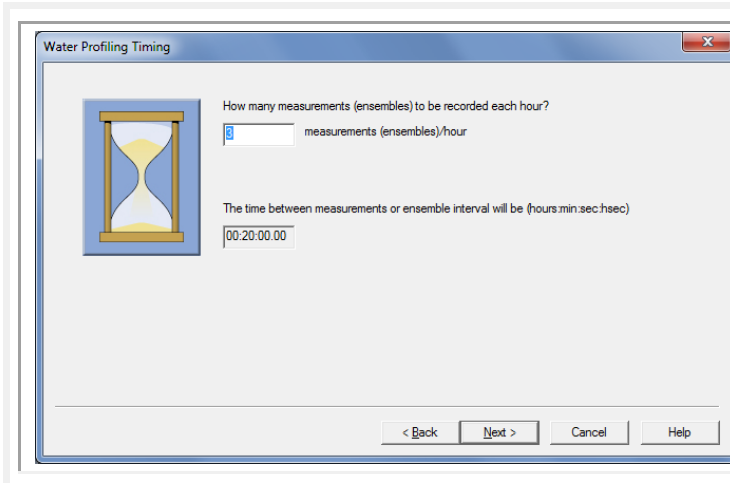 Water Profiling Timing
How many measurements (ensembles) to be recorded each hour?
3 measurements (ensembles)/hour
The time between measurements or ensemble interval will be (hours:min:sec:hsec)
00:20:00.00
< Back Next > Cancel Help